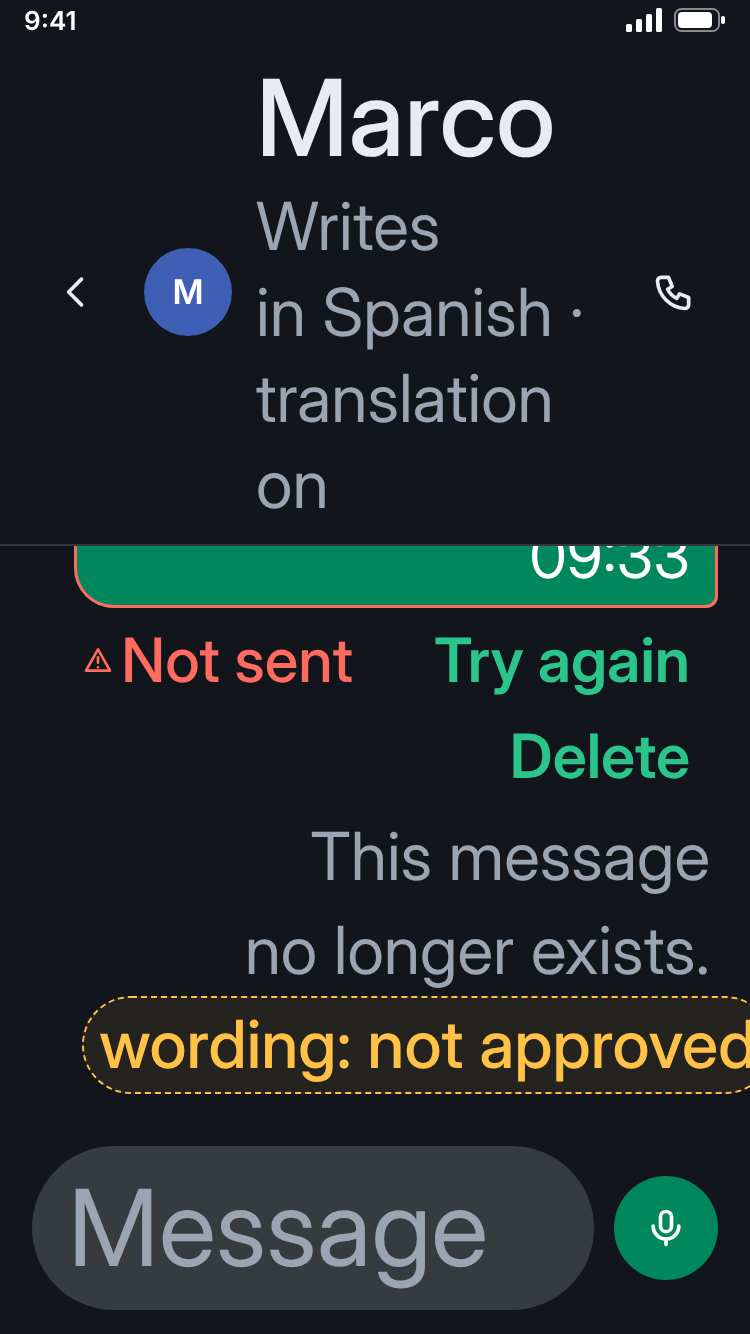 9:41
Marco
M
Writes
in Spanish ·
translation
on
09:33
Not sent
Try again
Delete
This message
no longer exists.
wording: not approved
Message